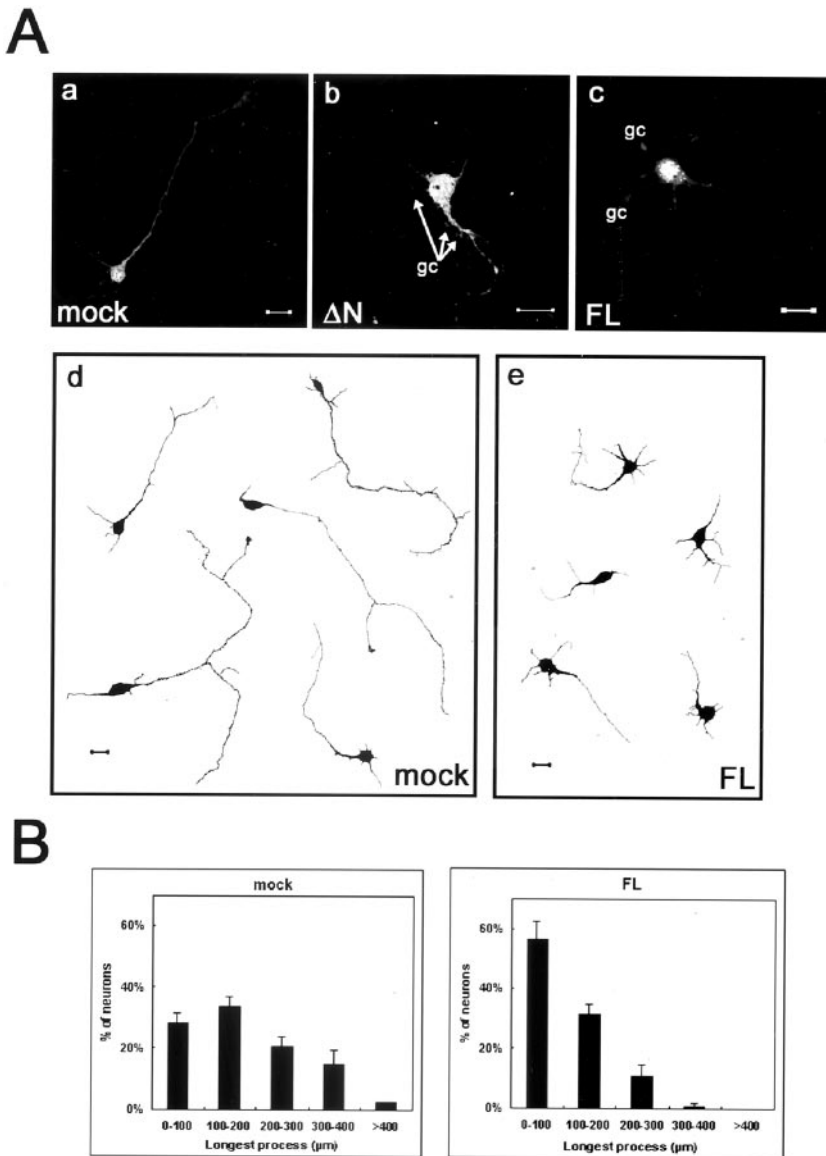 A
a
b
c
gc
gc
gc
mock
ΔN
FL
d
e
mock
FL
B
mock
60%
40%
20%
0%
% of neurons
0-100 100-200 200-300 300-400 >400
Longest process (µm)
FL
60%
40%
20%
0%
% of neurons
0-100 100-200 200-300 300-400 >400
Longest process (µm)